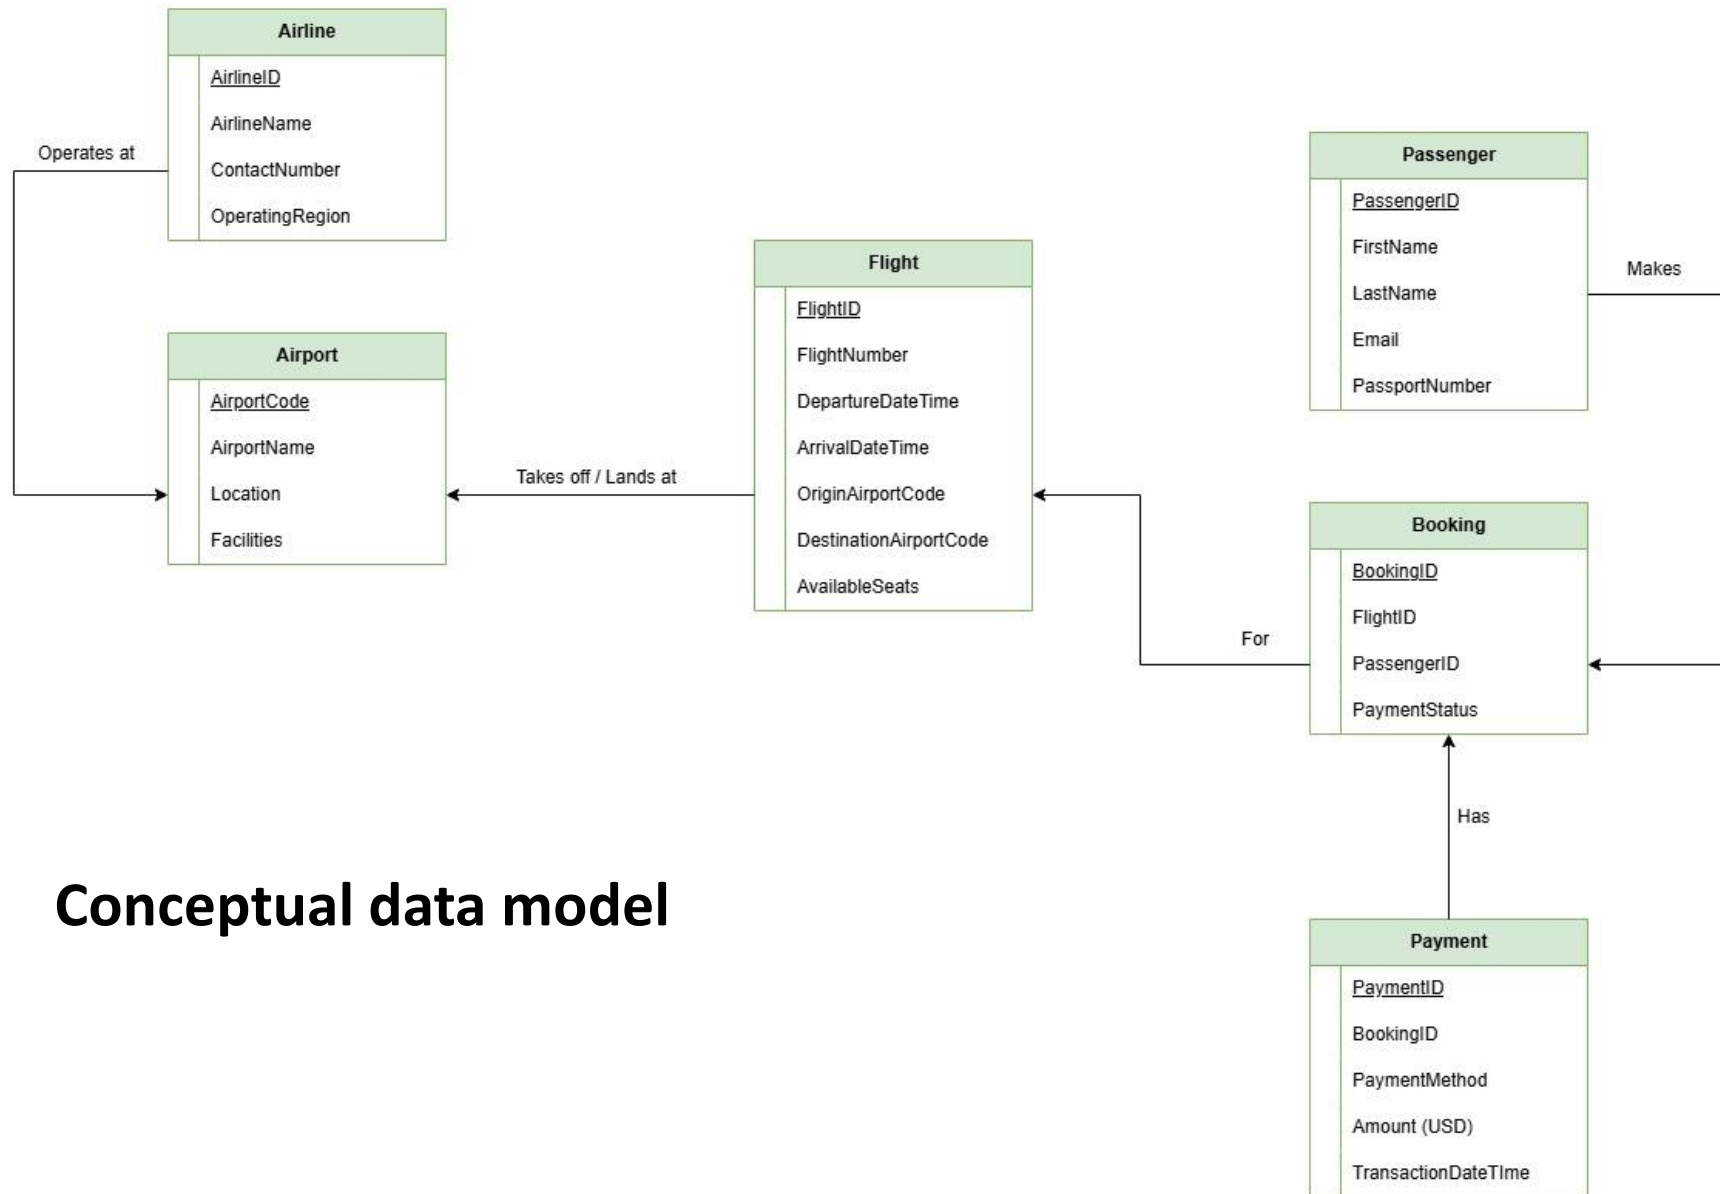 Airline
AirlineID
AirlineName
ContactNumber
OperatingRegion
Operates at
Airport
AirportCode
AirportName
Location
Facilities
Takes off / Lands at
Flight
FlightID
FlightNumber
DepartureDateTime
ArrivalDateTime
OriginAirportCode
DestinationAirportCode
AvailableSeats
Passenger
PassengerID
FirstName
LastName
Email
PassportNumber
Makes
For
Booking
BookingID
FlightID
PassengerID
PaymentStatus
Has
Payment
PaymentID
BookingID
PaymentMethod
Amount (USD)
TransactionDateTIme
Conceptual data model